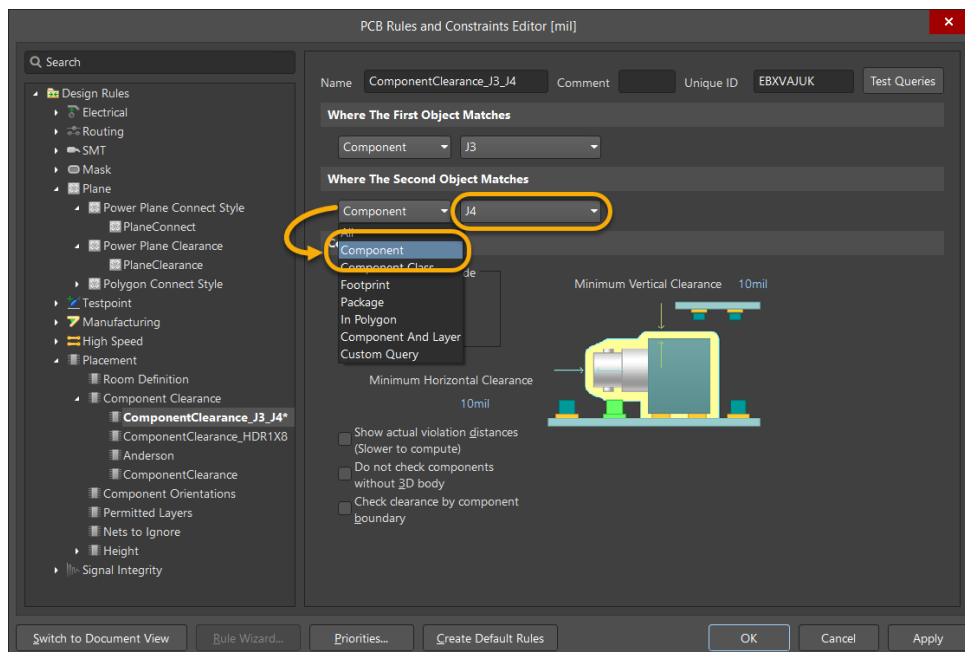 PCB Rules and Constraints Editor [mil]
Search
Design Rules
Electrical
Routing
SMT
Mask
Plane
Power Plane Connect Style
PlaneConnect
Power Plane Clearance
PlaneClearance
Polygon Connect Style
Testpoint
Manufacturing
High Speed
Placement
Room Definition
Component Clearance
ComponentClearance_J3_J4*
ComponentClearance_HDR1X8
Anderson
ComponentClearance
Component Orientations
Permitted Layers
Nets to Ignore
Height
Signal Integrity
Name ComponentClearance_J3_J4 Comment Unique ID EBXVAJUK Test Queries
Where The First Object Matches
Component J3
Where The Second Object Matches
Component J4
All
Component
Component Class
Footprint
Package
In Polygon
Component And Layer
Custom Query
Minimum Vertical Clearance 10mil
Minimum Horizontal Clearance
10mil
Show actual violation distances
(Slower to compute)
Do not check components
without 3D body
Check clearance by component
boundary
Switch to Document View Rule Wizard... Priorities... Create Default Rules OK Cancel Apply